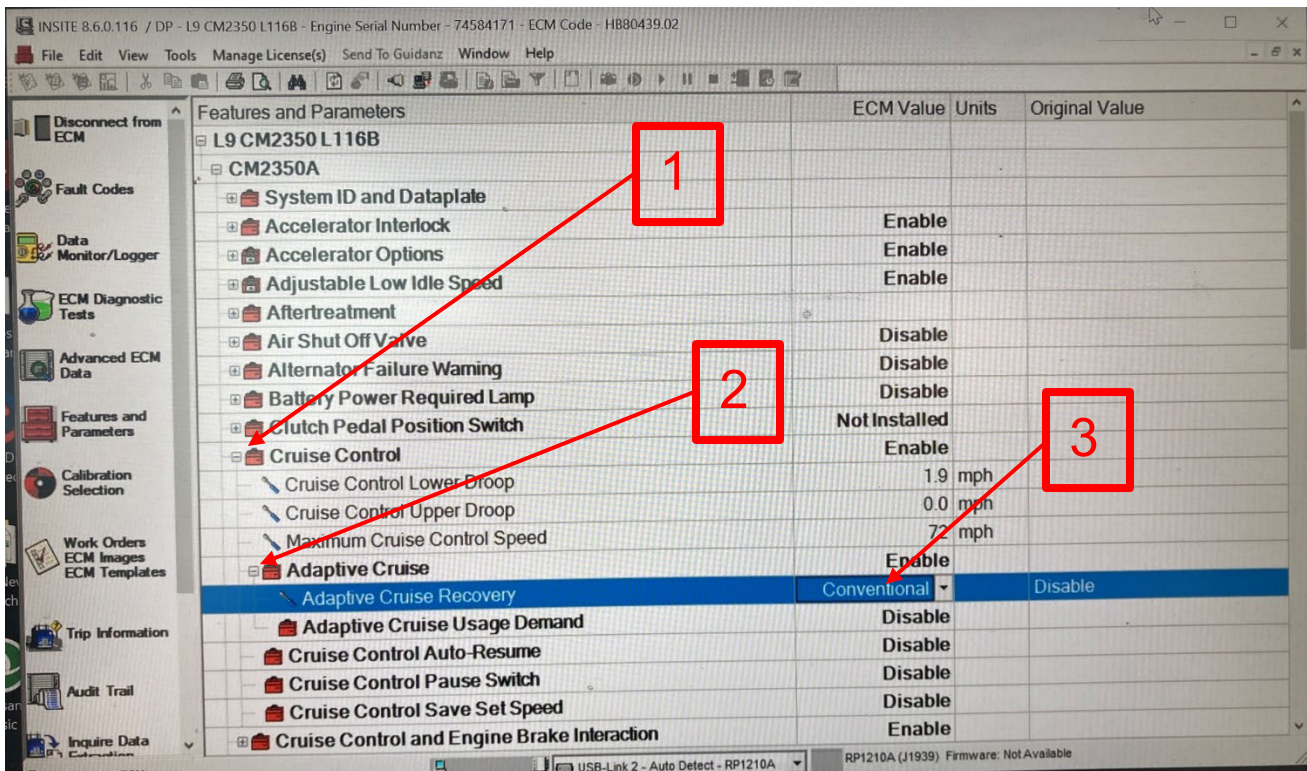 INSITE 8.6.0.116 / DP - L9 CM2350 L116B - Engine Serial Number - 74584171 - ECM Code - HB80439.02
File Edit View Tools Manage License(s) Send To Guidanz Window Help
Disconnect from
ECM
Fault Codes
Data
Monitor/Logger
ECM Diagnostic
Tests
Advanced ECM
Data
Features and
Parameters
Calibration
Selection
Work Orders
ECM Images
ECM Templates
Trip Information
Audit Trail
Inquire Data
Features and Parameters ECM Value Units Original Value
L9 CM2350 L116B
CM2350A
System ID and Dataplate
Accelerator Interlock Enable
Accelerator Options Enable
Adjustable Low Idle Speed Enable
Aftertreatment
Air Shut Off Valve Disable
Alternator Failure Warning Disable
Battery Power Required Lamp Disable
Clutch Pedal Position Switch Not Installed
Cruise Control Enable
Cruise Control Lower Droop 1.9 mph
Cruise Control Upper Droop 0.0 mph
Maximum Cruise Control Speed 72 mph
Adaptive Cruise Enable
Adaptive Cruise Recovery Conventional Disable
Adaptive Cruise Usage Demand Disable
Cruise Control Auto-Resume Disable
Cruise Control Pause Switch Disable
Cruise Control Save Set Speed Disable
Cruise Control and Engine Brake Interaction Enable
USB-Link 2 - Auto Detect - RP1210A RP1210A (J1939) Firmware: Not Available
1
2
3